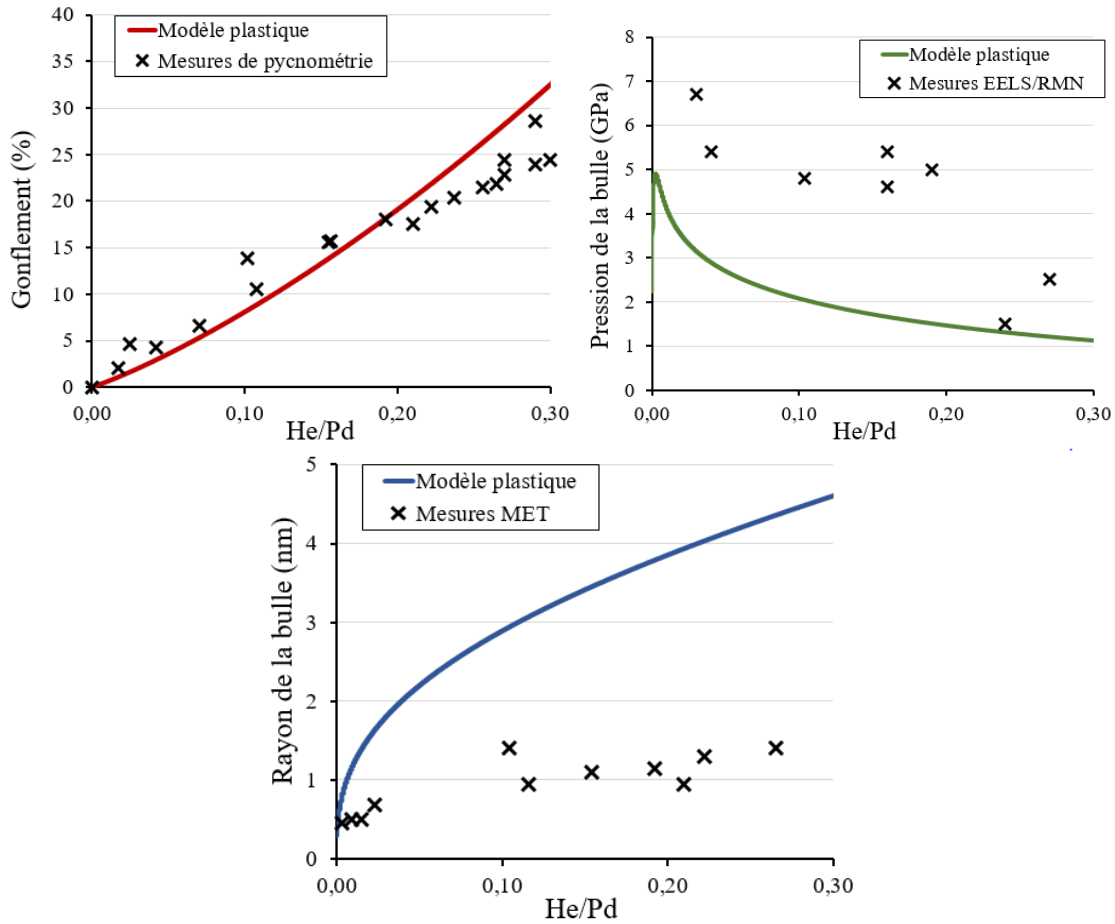 40
35
30
25
20
15
10
5
0
Gonflement (%)
Modèle plastique
Mesures de pycnométrie
0,00 0,10 0,20 0,30
He/Pd
8
7
6
5
4
3
2
1
0
Pression de la bulle (GPa)
Modèle plastique
Mesures EELS/RMN
0,00 0,10 0,20 0,30
He/Pd
5
4
3
2
1
0
Rayon de la bulle (nm)
Modèle plastique
Mesures MET
0,00 0,10 0,20 0,30
He/Pd